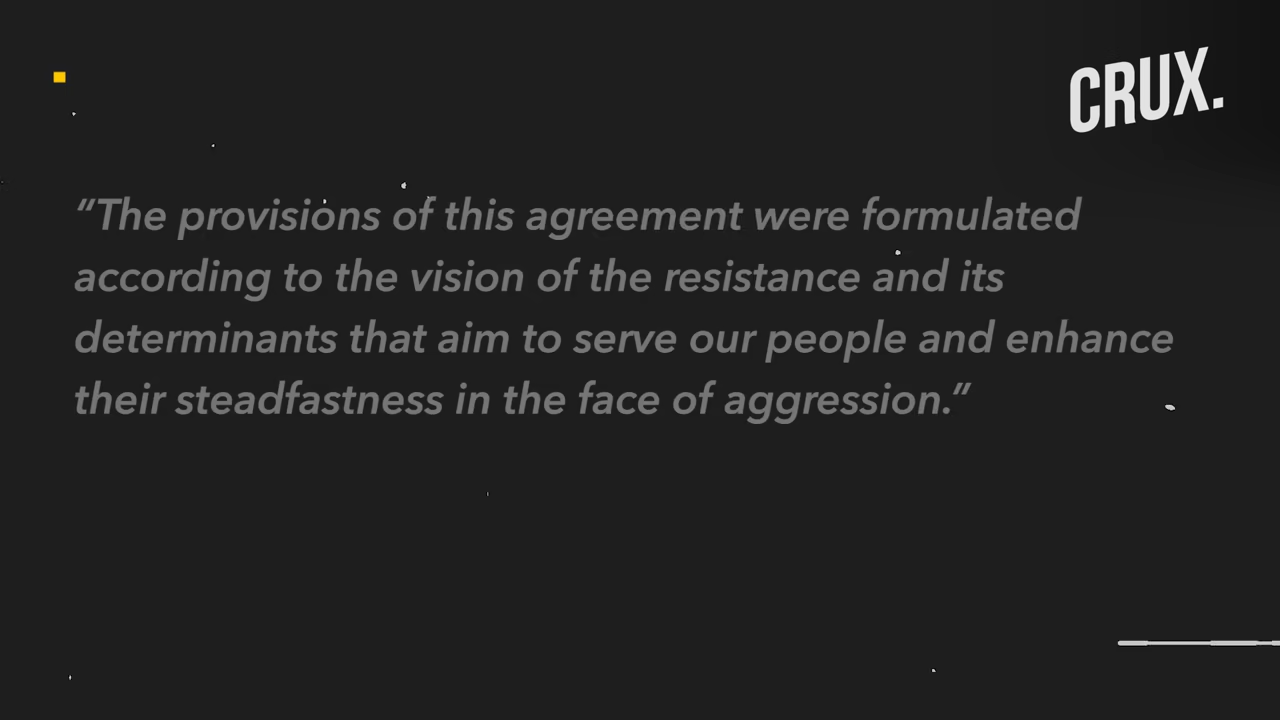 CRUX.
“The provisions of this agreement were formulated
according to the vision of the resistance and its
determinants that aim to serve our people and enhance
their steadfastness in the face of aggression.”